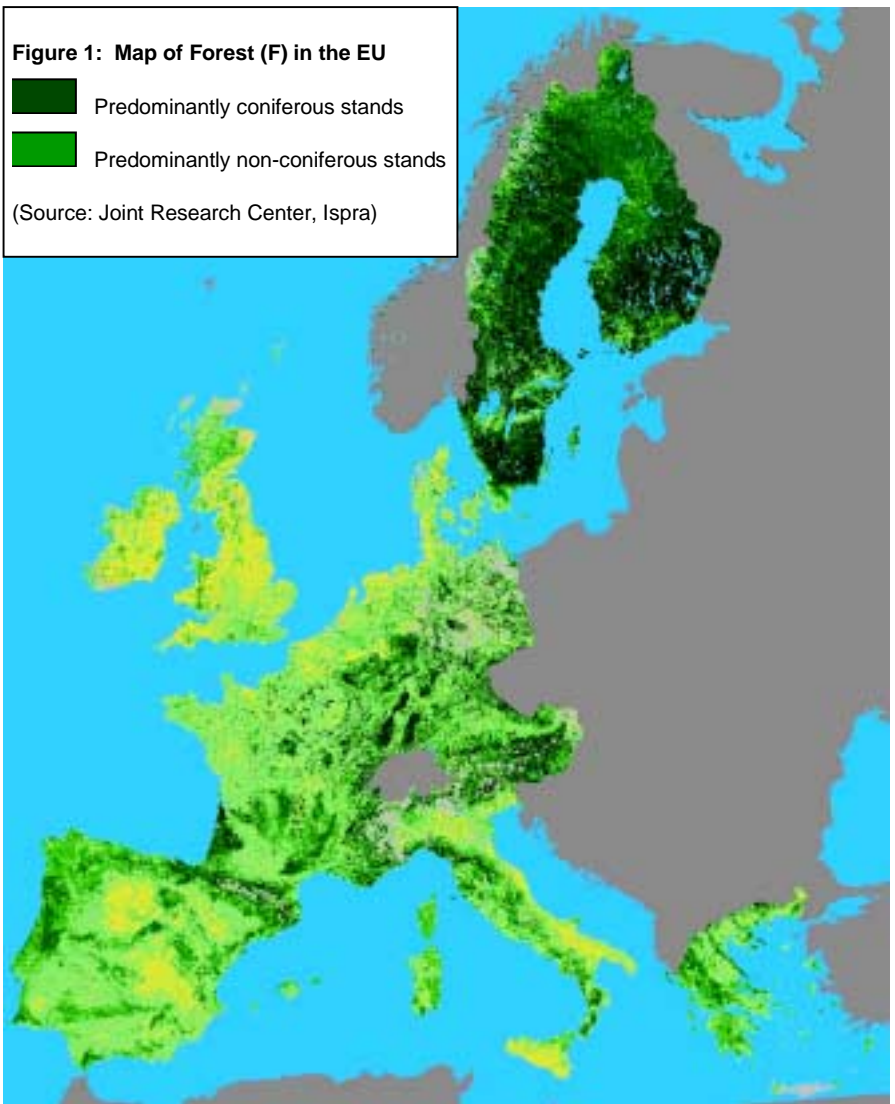 Figure 1:  Map of Forest (F) in the EU
Predominantly coniferous stands
Predominantly non-coniferous stands
(Source: Joint Research Center, Ispra)